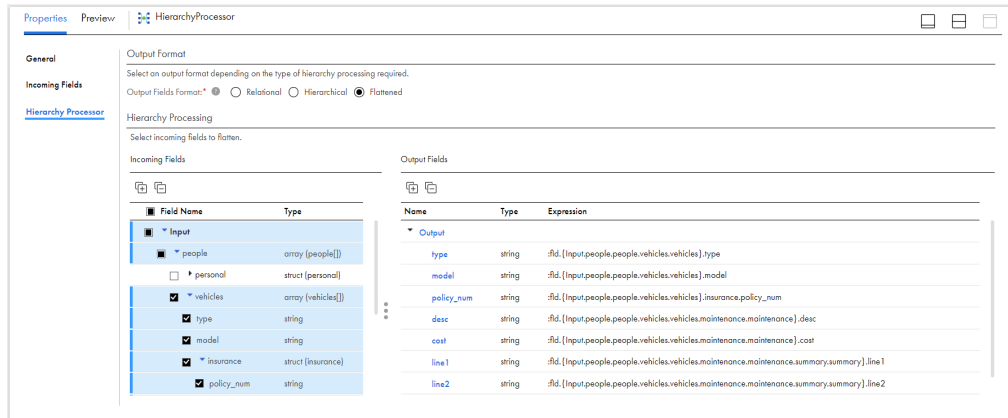 Properties Preview HierarchyProcessor
General
Incoming Fields
Hierarchy Processor
Output Format
Select an output format depending on the type of hierarchy processing required.
Output Fields Format:* Relational Hierarchical Flattened
Hierarchy Processing
Select incoming fields to flatten.
Incoming Fields
Field Name Type
Input
people array (people[])
personal struct (personal)
vehicles array (vehicles[])
type string
model string
insurance struct (insurance)
policy_num string
Output Fields
Name Type Expression
Output
type string :fld.{Input.people.people.vehicles.vehicles}.type
model string :fld.{Input.people.people.vehicles.vehicles}.model
policy_num string :fld.{Input.people.people.vehicles.vehicles}.insurance.policy_num
desc string :fld.{Input.people.people.vehicles.vehicles.maintenance.maintenance}.desc
cost string :fld.{Input.people.people.vehicles.vehicles.maintenance.maintenance}.cost
line1 string :fld.{Input.people.people.vehicles.vehicles.maintenance.maintenance.summary.summary}.line1
line2 string :fld.{Input.people.people.vehicles.vehicles.maintenance.maintenance.summary.summary}.line2